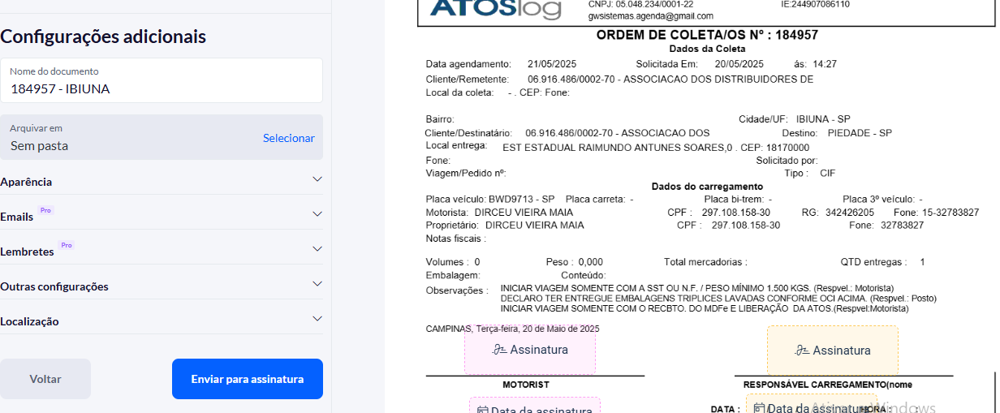 Configurações adicionais
Nome do documento
184957 - IBIUNA
Arquivar em
Sem pasta
Selecionar
Aparência
Emails Pro
Lembretes Pro
Outras configurações
Localização
Voltar
Enviar para assinatura
ATOSlog
CNPJ: 05.048.234/0001-22 IE:244907086110
gwsistemas.agenda@gmail.com
ORDEM DE COLETA/OS Nº : 184957
Dados da Coleta
Data agendamento: 21/05/2025 Solicitada Em: 20/05/2025 ás: 14:27
Cliente/Remetente: 06.916.486/0002-70 - ASSOCIACAO DOS DISTRIBUIDORES DE
Local da coleta: - . CEP: Fone:
Bairro: Cidade/UF: IBIUNA - SP
Cliente/Destinatário: 06.916.486/0002-70 - ASSOCIACAO DOS Destino: PIEDADE - SP
Local entrega: EST ESTADUAL RAIMUNDO ANTUNES SOARES,0 . CEP: 18170000
Fone: Solicitado por:
Viagem/Pedido nº: Tipo : CIF
Dados do carregamento
Placa veículo: BWD9713 - SP Placa carreta: - Placa bi-trem: - Placa 3º veículo: -
Motorista: DIRCEU VIEIRA MAIA CPF : 297.108.158-30 RG: 342426205 Fone: 15-32783827
Proprietário: DIRCEU VIEIRA MAIA CPF : 297.108.158-30 Fone: 32783827
Notas fiscais :
Volumes : 0 Peso : 0,000 Total mercadorias : QTD entregas : 1
Embalagem: Conteúdo:
Observações : INICIAR VIAGEM SOMENTE COM A SST OU N.F. / PESO MÍNIMO 1.500 KGS. (Respvel.: Motorista)
DECLARO TER ENTREGUE EMBALAGENS TRIPLICES LAVADAS CONFORME OCI ACIMA. (Respvel.: Posto)
INICIAR VIAGEM SOMENTE COM O RECBTO. DO MDFe E LIBERAÇÃO DA ATOS.(Respvel:Motorista)
CAMPINAS, Terça-feira, 20 de Maio de 2025
Assinatura Assinatura
MOTORIST RESPONSÁVEL CARREGAMENTO(nome
Data da assinatura DATA : Data da assinatura HORA: :
Ativar o Windows